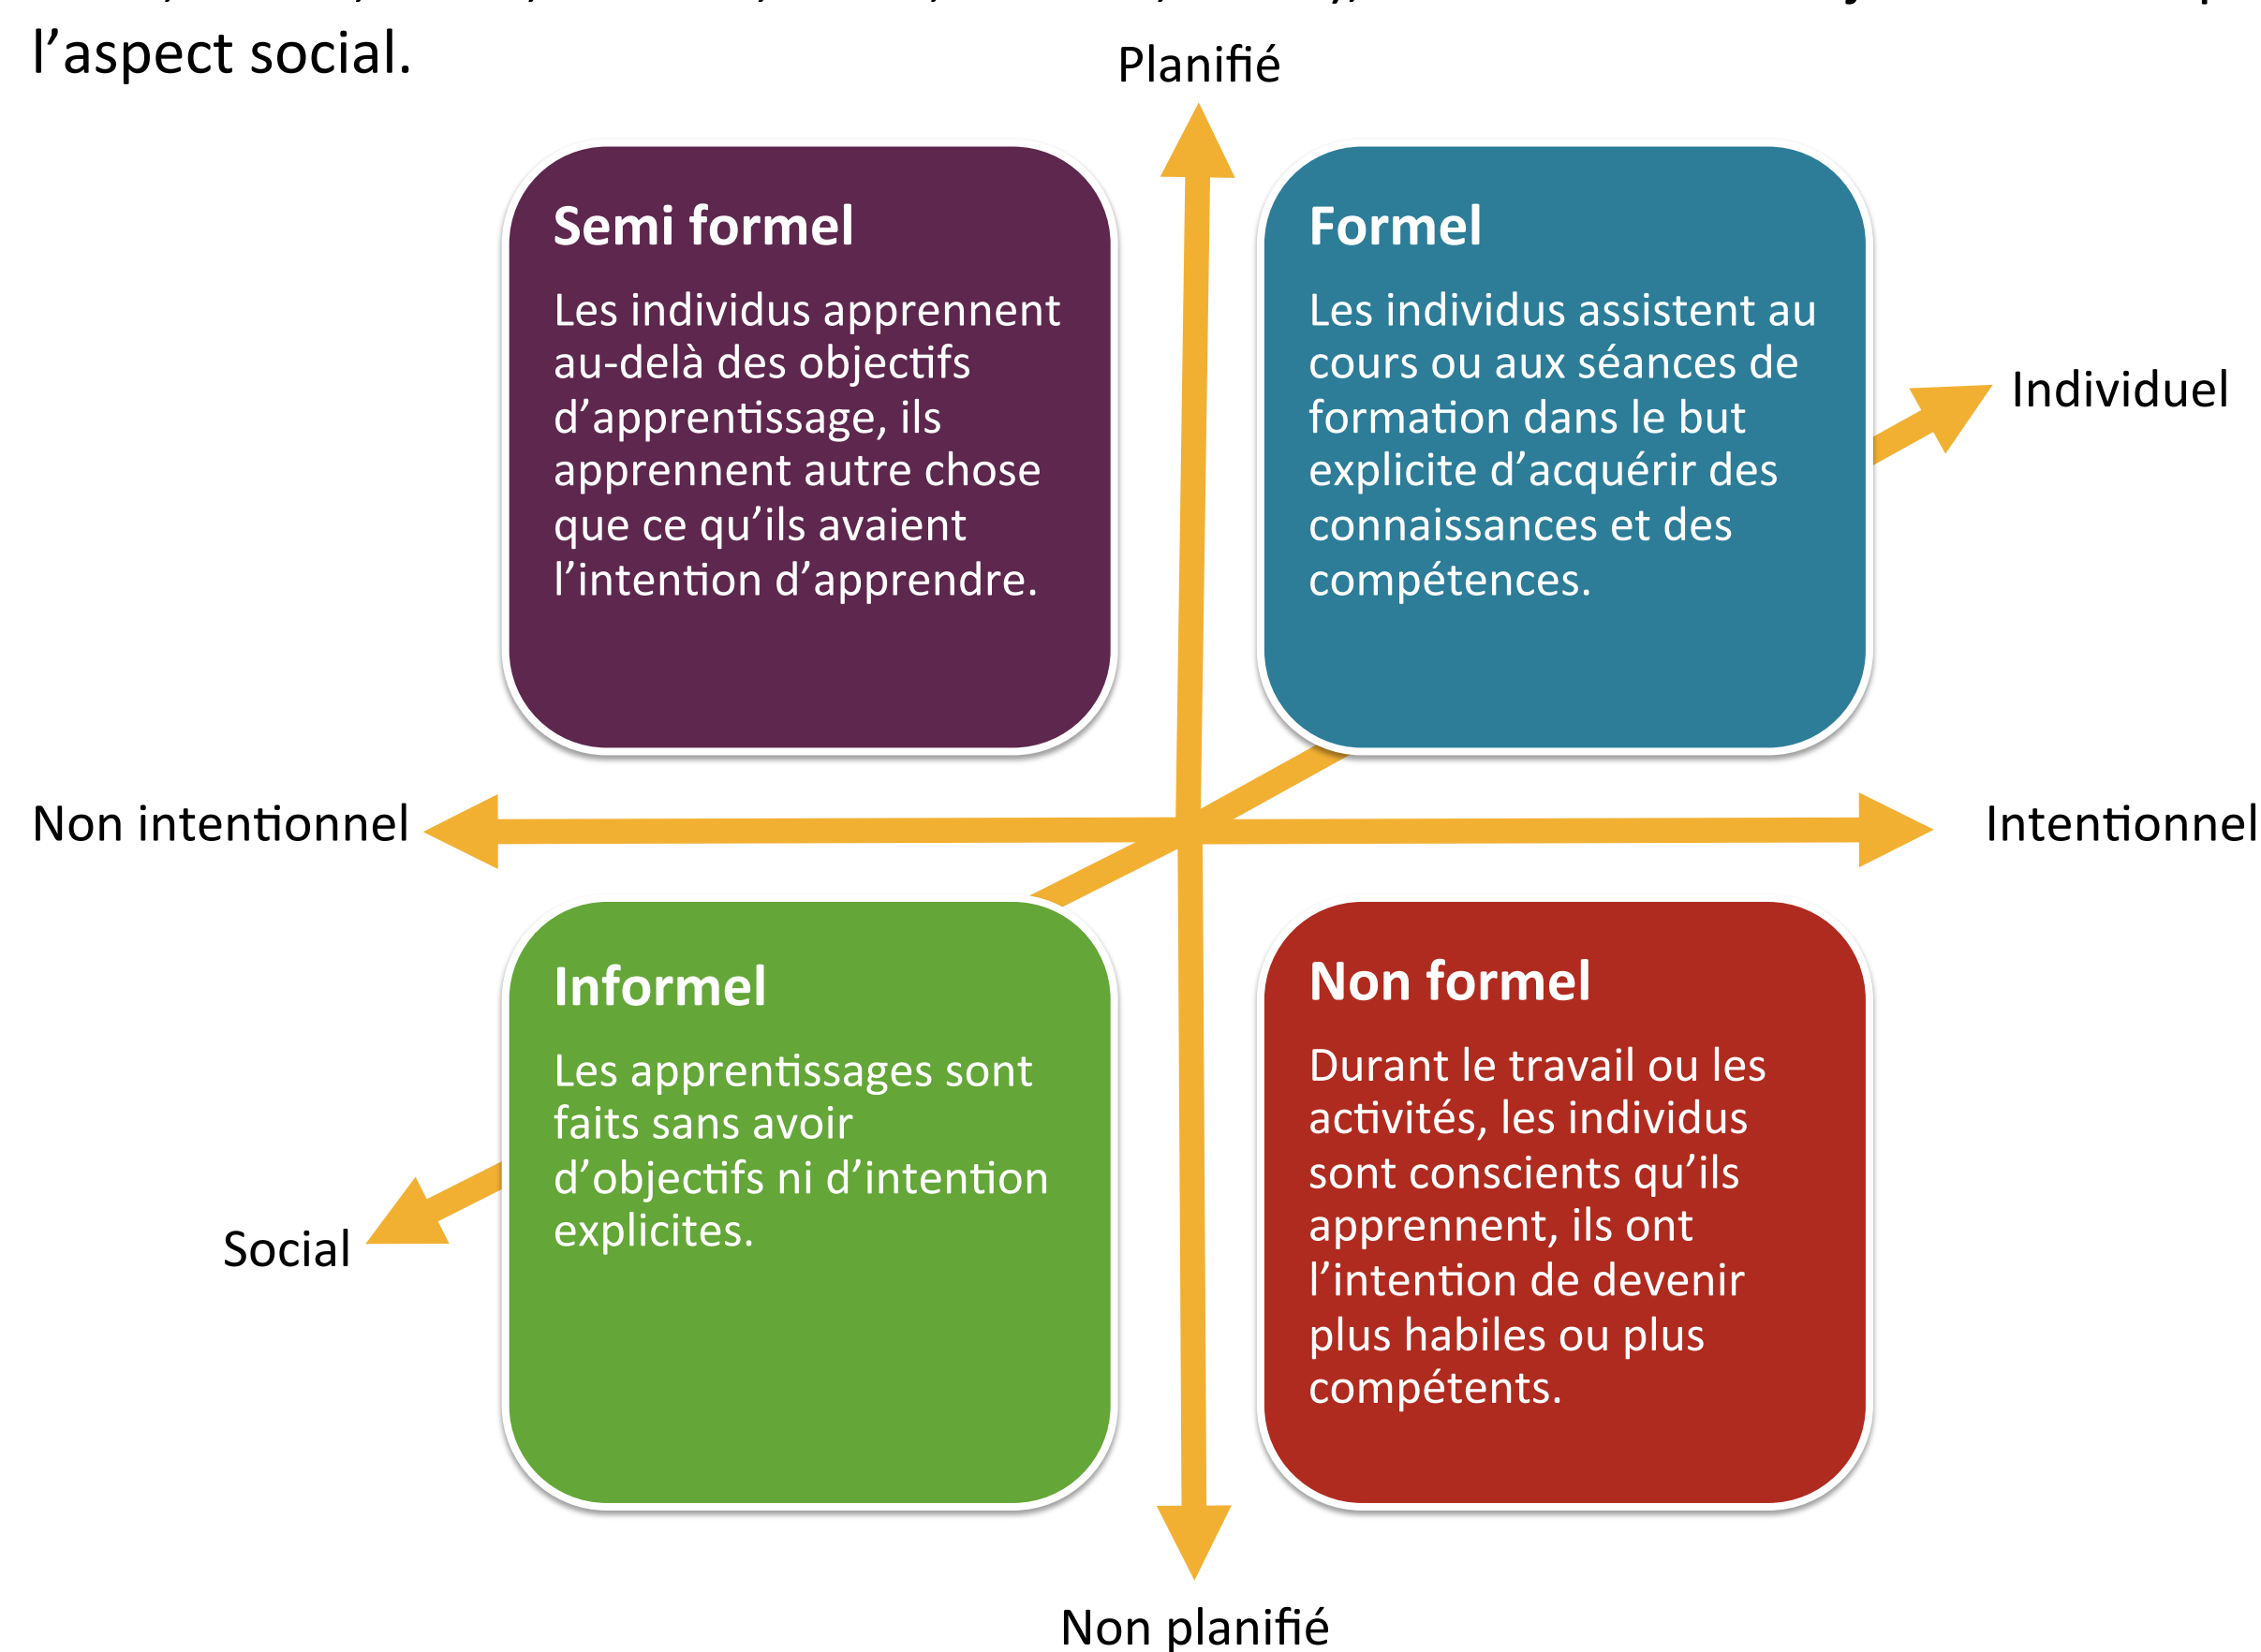 l’aspect social.
Planifié
Semi formel
Les individus apprennent
au-delà des objectifs
d’apprentissage, ils
apprennent autre chose
que ce qu’ils avaient
l’intention d’apprendre.
Formel
Les individus assistent au
cours ou aux séances de
formation dans le but
explicite d’acquérir des
connaissances et des
compétences.
Individuel
Non intentionnel
Intentionnel
Informel
Les apprentissages sont
faits sans avoir
d’objectifs ni d’intention
explicites.
Non formel
Durant le travail ou les
activités, les individus
sont conscients qu’ils
apprennent, ils ont
l’intention de devenir
plus habiles ou plus
compétents.
Social
Non planifié